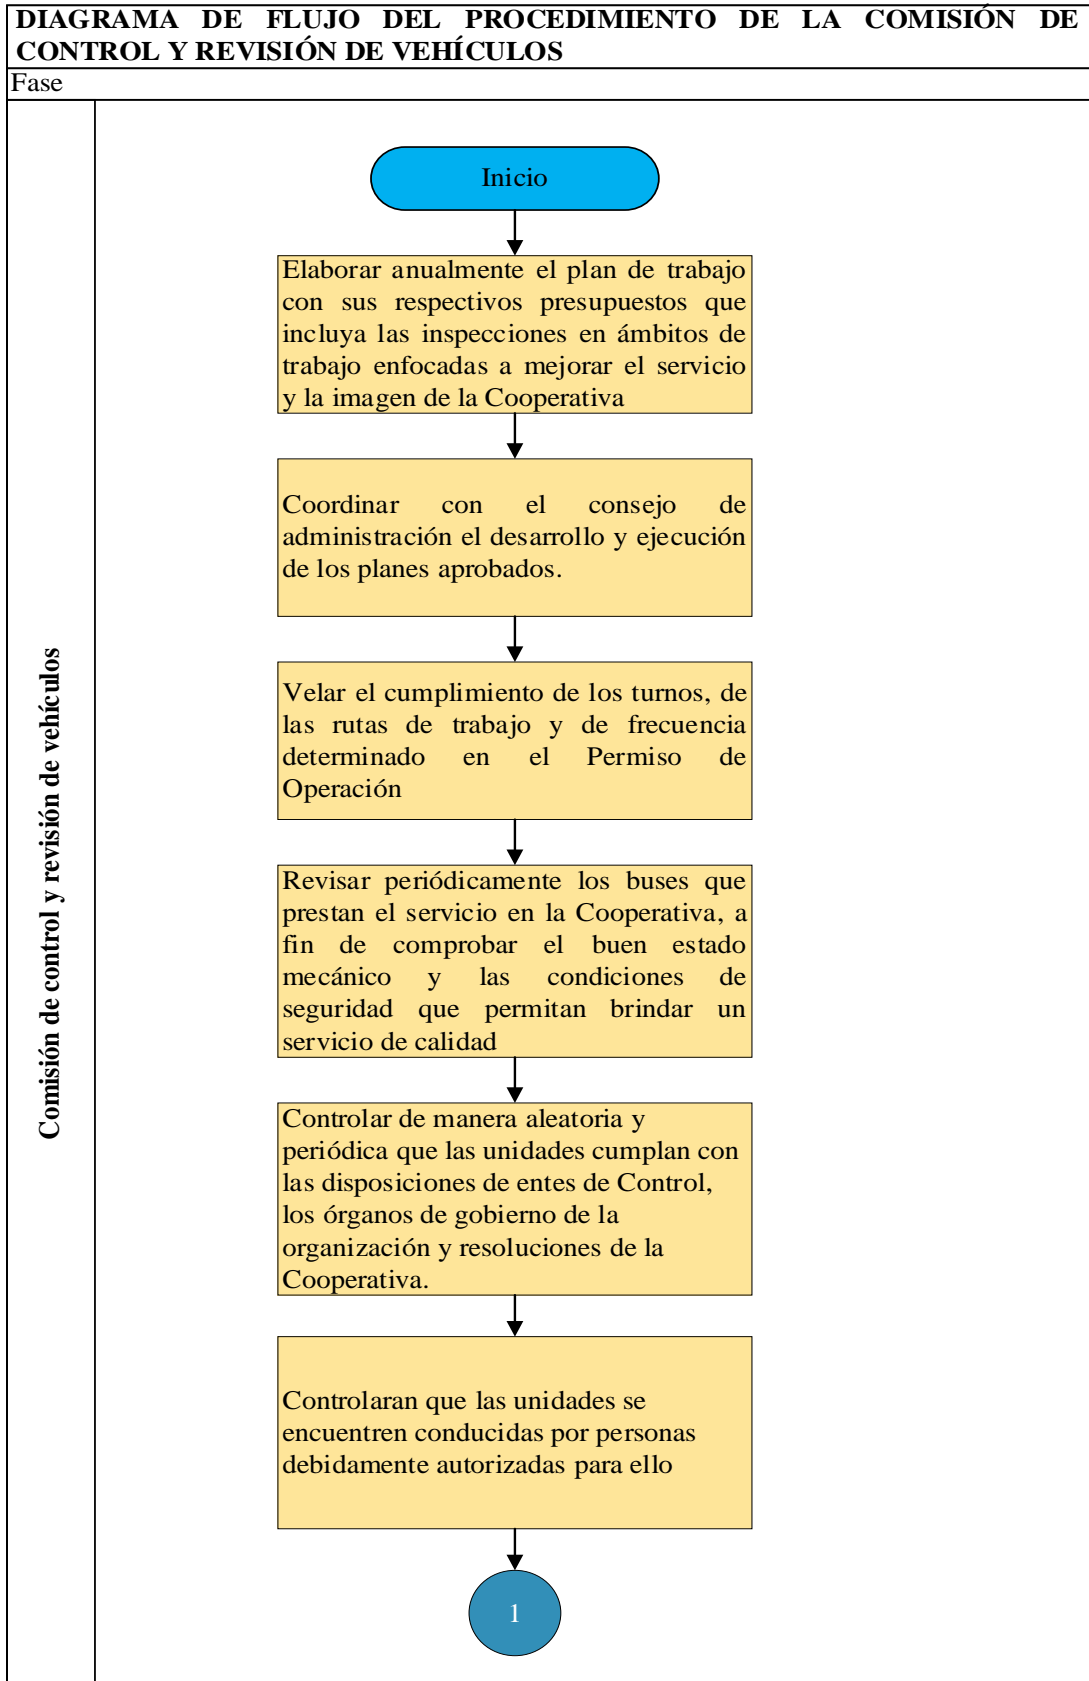 DIAGRAMA DE FLUJO DEL PROCEDIMIENTO DE LA COMISIÓN DE
CONTROL Y REVISIÓN DE VEHÍCULOS
Fase
Comisión de control y revisión de vehículos
Inicio
Elaborar anualmente el plan de trabajo
con sus respectivos presupuestos que
incluya las inspecciones en ámbitos de
trabajo enfocadas a mejorar el servicio
y la imagen de la Cooperativa
Coordinar con el consejo de
administración el desarrollo y ejecución
de los planes aprobados.
Velar el cumplimiento de los turnos, de
las rutas de trabajo y de frecuencia
determinado en el Permiso de
Operación
Revisar periódicamente los buses que
prestan el servicio en la Cooperativa, a
fin de comprobar el buen estado
mecánico y las condiciones de
seguridad que permitan brindar un
servicio de calidad
Controlar de manera aleatoria y
periódica que las unidades cumplan con
las disposiciones de entes de Control,
los órganos de gobierno de la
organización y resoluciones de la
Cooperativa.
Controlaran que las unidades se
encuentren conducidas por personas
debidamente autorizadas para ello
1